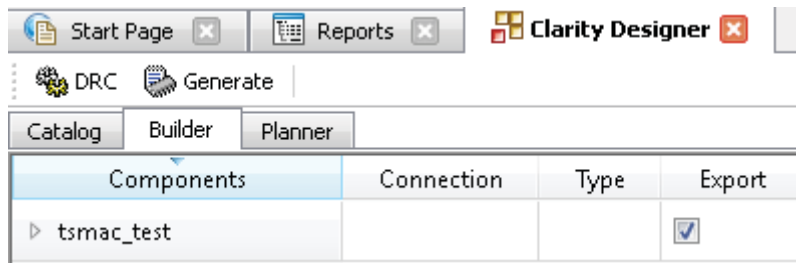 Start Page Reports Clarity Designer
DRC Generate
Catalog Builder Planner
Components Connection Type Export
tsmac_test